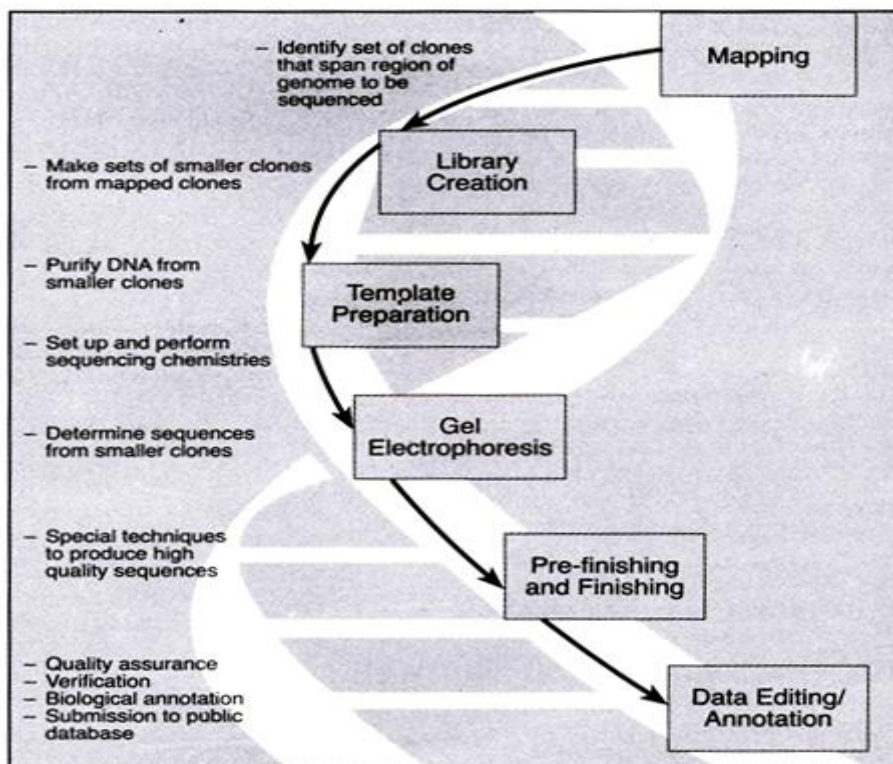 – Identify set of clones
that span region of
genome to be
sequenced
Mapping
– Make sets of smaller clones
from mapped clones
Library
Creation
– Purify DNA from
smaller clones
Template
Preparation
– Set up and perform
sequencing chemistries
– Determine sequences
from smaller clones
Gel
Electrophoresis
– Special techniques
to produce high
quality sequences
Pre-finishing
and Finishing
– Quality assurance
– Verification
– Biological annotation
– Submission to public
database
Data Editing/
Annotation